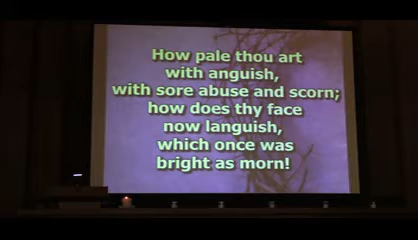 How pale thou art
with anguish,
with sore abuse and scorn;
how does thy face
now languish,
which once was
bright as morn!